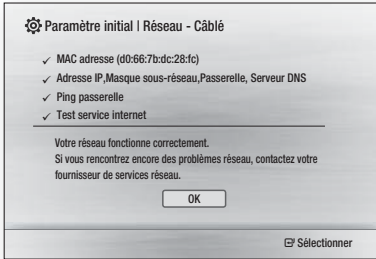 Paramètre initial | Réseau - Câblé
✓ MAC adresse (d0:66:7b:dc:28:fc)
✓ Adresse IP,Masque sous-réseau,Passerelle, Serveur DNS
✓ Ping passerelle
✓ Test service internet
Votre réseau fonctionne correctement.
Si vous rencontrez encore des problèmes réseau, contactez votre
fournisseur de services réseau.
OK
Sélectionner